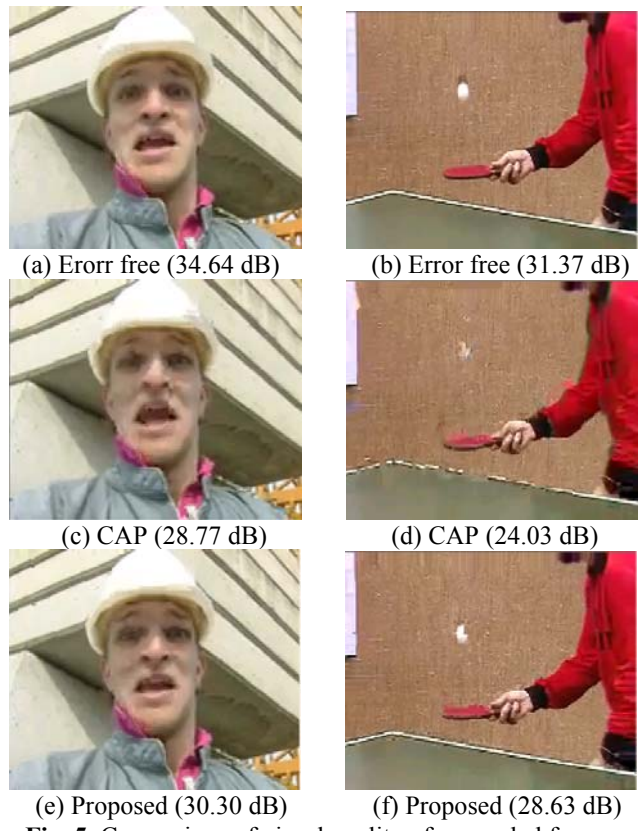 (a) Erorr free (34.64 dB)
(b) Error free (31.37 dB)
(c) CAP (28.77 dB)
(d) CAP (24.03 dB)
(e) Proposed (30.30 dB)
(f) Proposed (28.63 dB)